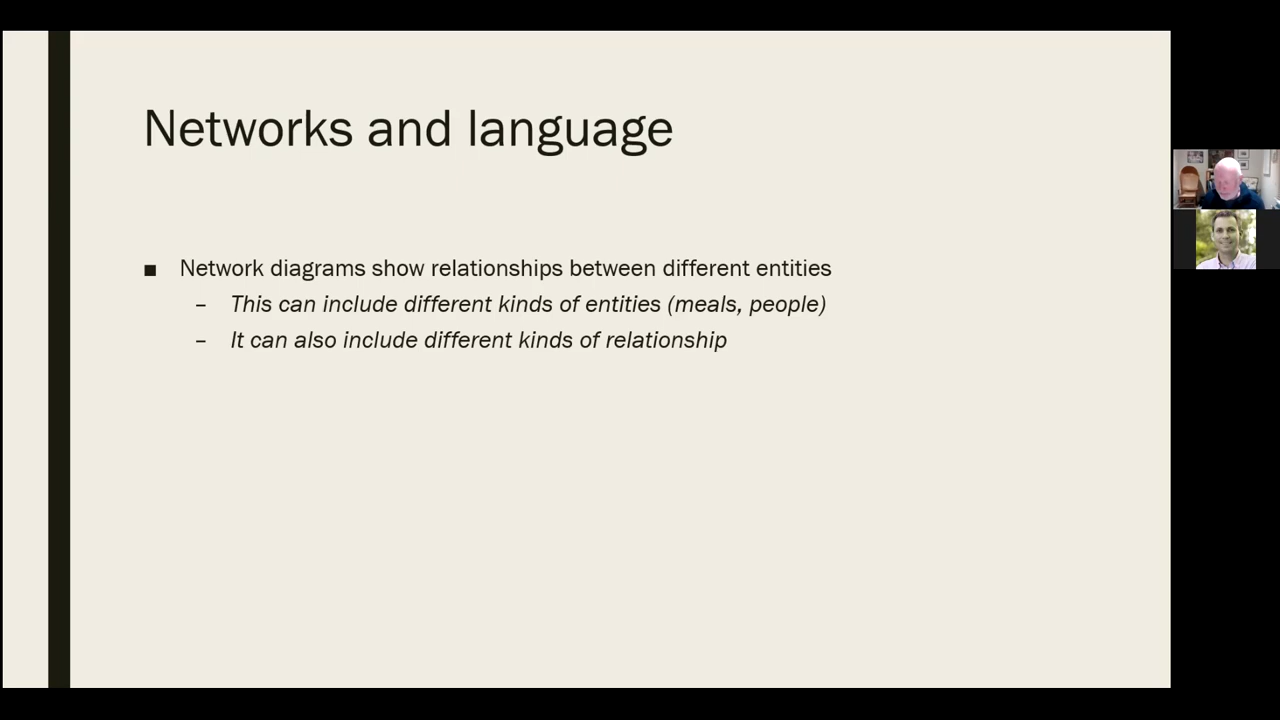 Networks and language
■ Network diagrams show relationships between different entities
– This can include different kinds of entities (meals, people)
– It can also include different kinds of relationship